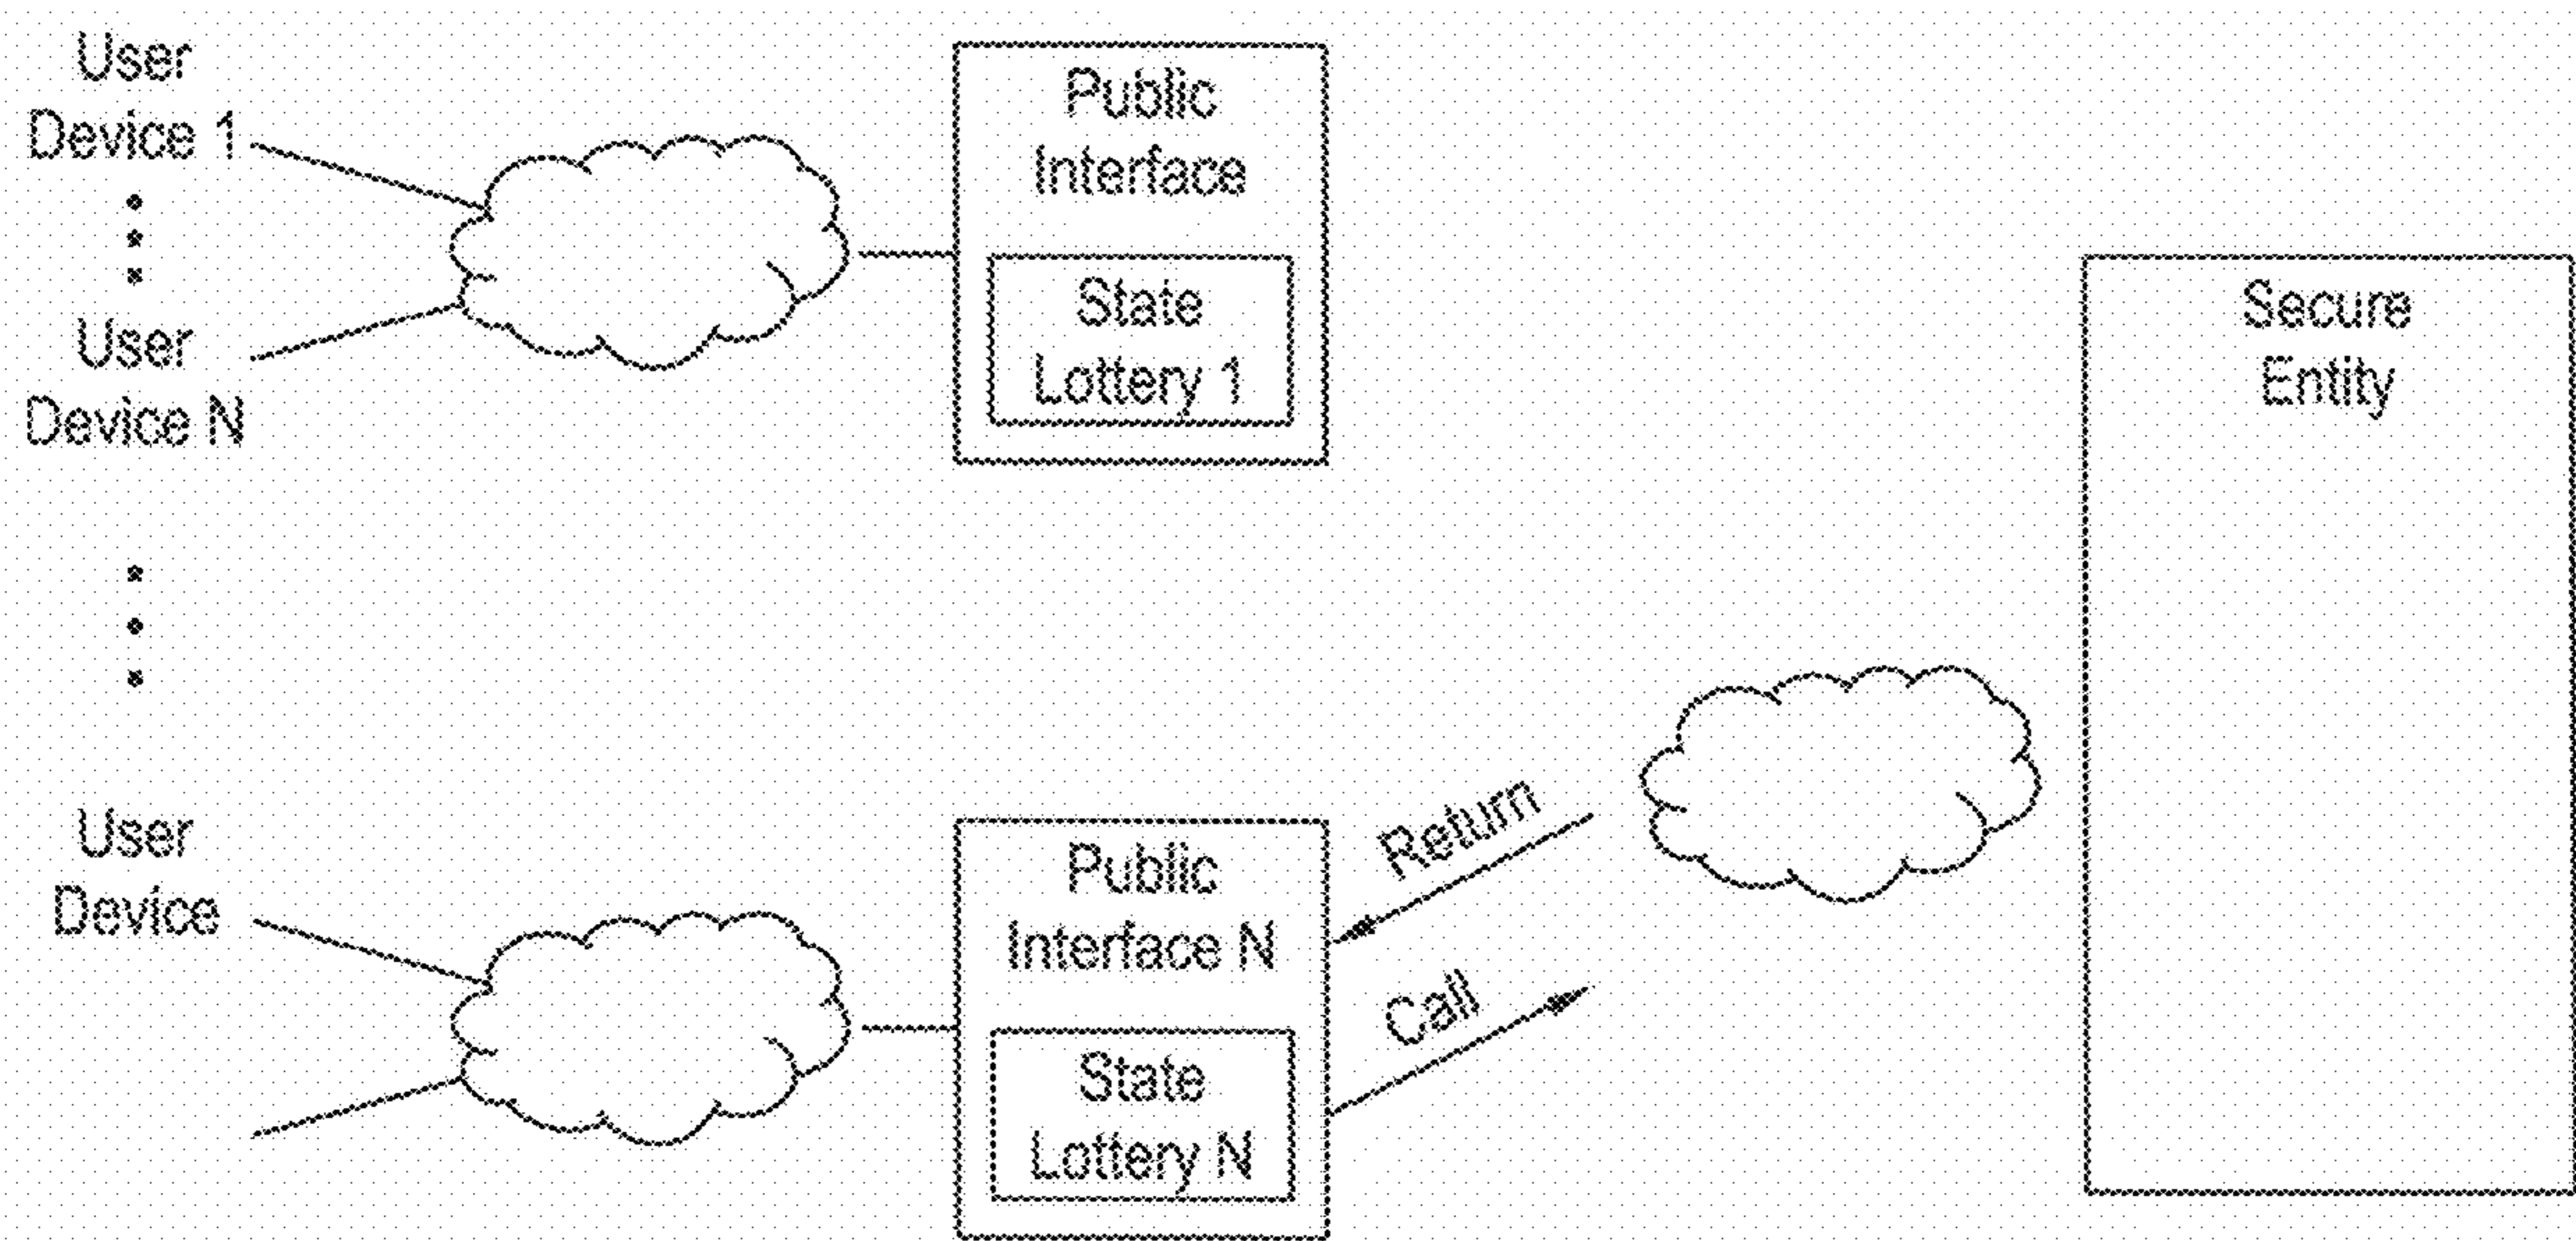 User
Device 1
User
Device N
Public
Interface
State
Lottery 1
Secure
Entity
User
Device
Public
Interface N
State
Lottery N
Return
Call